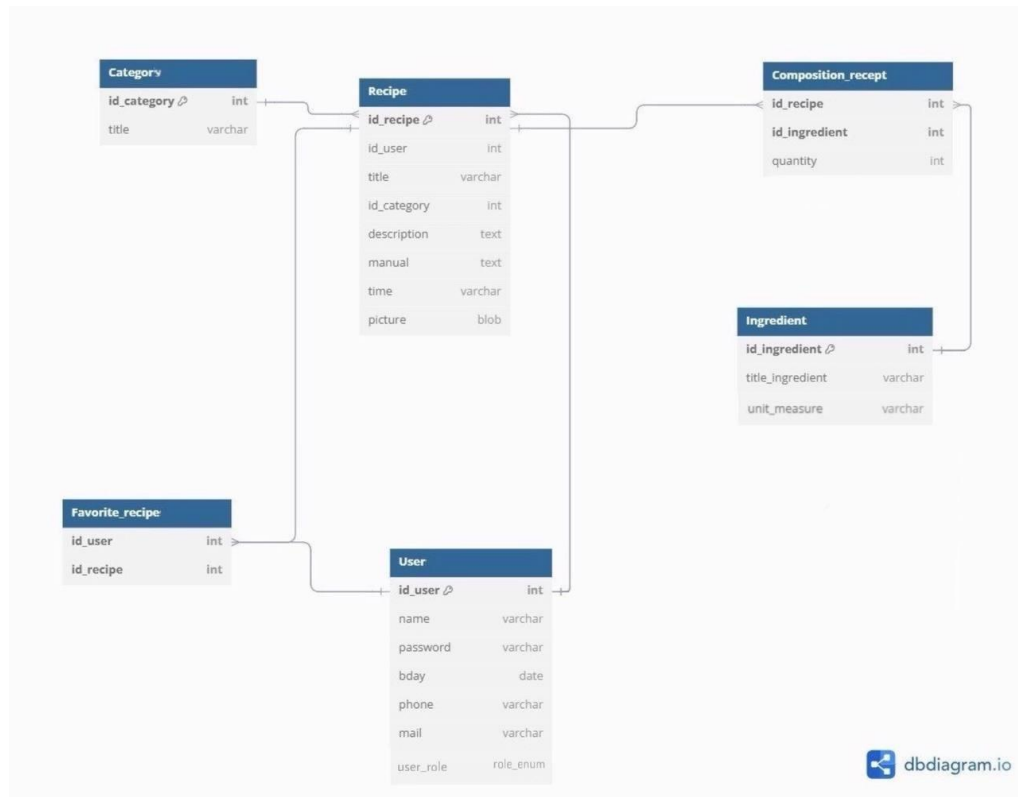 Category
id_category int
title varchar
Recipe
id_recipe int
id_user int
title varchar
id_category int
description text
manual text
time varchar
picture blob
Composition_recept
id_recipe int
id_ingredient int
quantity int
Ingredient
id_ingredient int
title_ingredient varchar
unit_measure varchar
Favorite_recipe
id_user int
id_recipe int
User
id_user int
name varchar
password varchar
bday date
phone varchar
mail varchar
user_role role_enum
dbdiagram.io